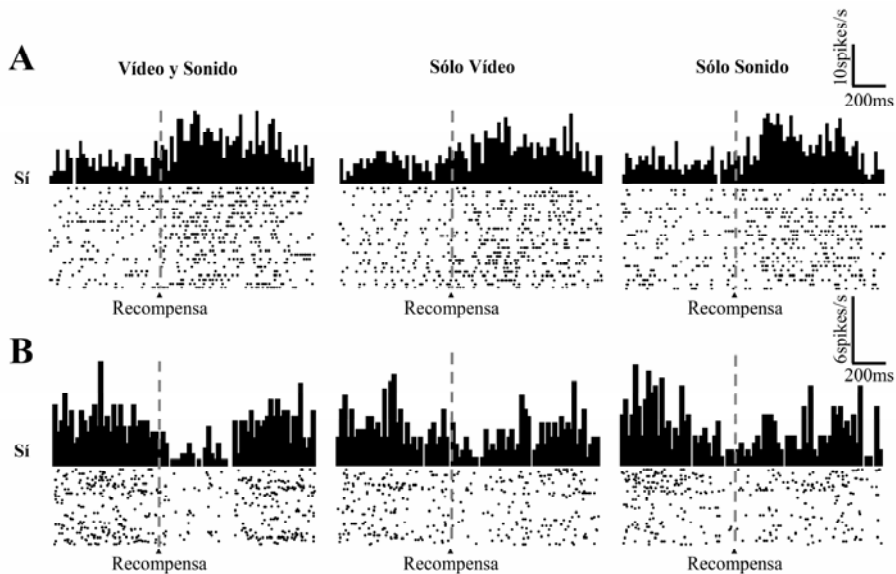 A
Vídeo y Sonido
Sólo Vídeo
Sólo Sonido
10spikes/s
200ms
Sí
Recompensa
Recompensa
Recompensa
B
6spikes/s
200ms
Sí
Recompensa
Recompensa
Recompensa